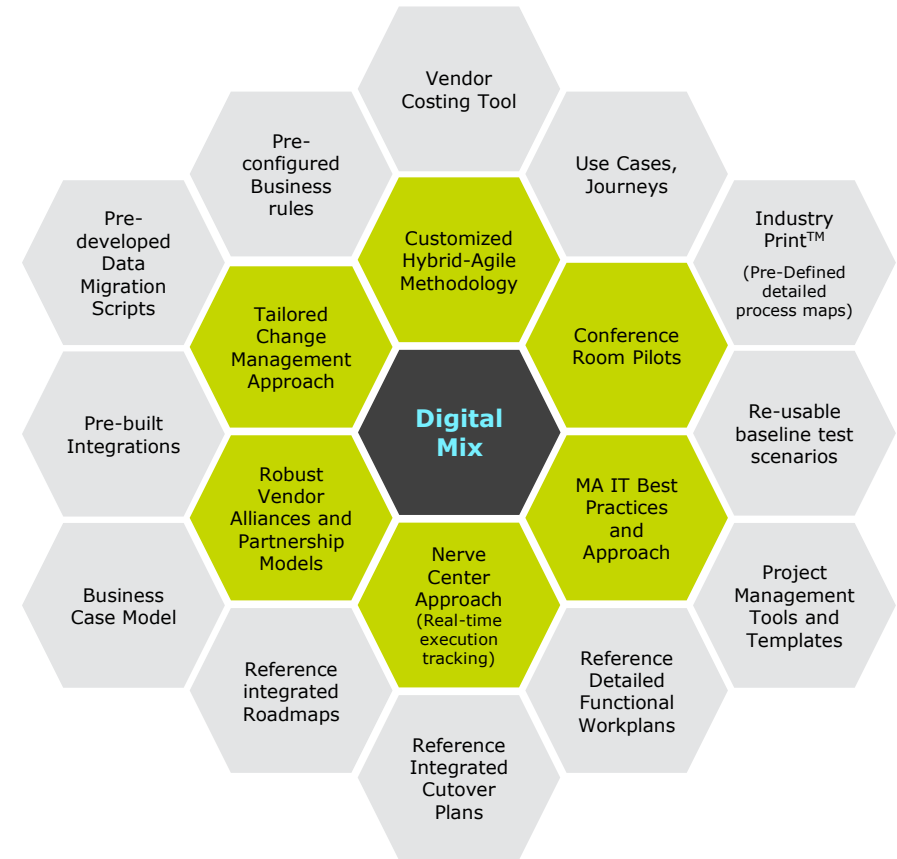 Vendor
Costing Tool
Pre-
configured
Business
rules
Use Cases,
Journeys
Pre-
developed
Data
Migration
Scripts
Customized
Hybrid-Agile
Methodology
Industry
Print™
(Pre-Defined
detailed
process maps)
Tailored
Change
Management
Approach
Conference
Room Pilots
Digital
Mix
Pre-built
Integrations
Re-usable
baseline test
scenarios
Robust
Vendor
Alliances and
Partnership
Models
MA IT Best
Practices
and
Approach
Nerve
Center
Approach
(Real-time
execution
tracking)
Business
Case Model
Project
Management
Tools and
Templates
Reference
integrated
Roadmaps
Reference
Detailed
Functional
Workplans
Reference
Integrated
Cutover
Plans